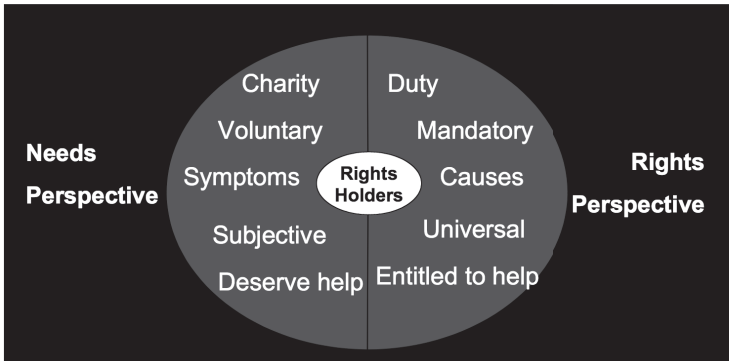 Charity
Duty
Voluntary
Mandatory
Needs
Perspective
Symptoms
Rights
Holders
Causes
Rights
Perspective
Subjective
Universal
Deserve help
Entitled to help